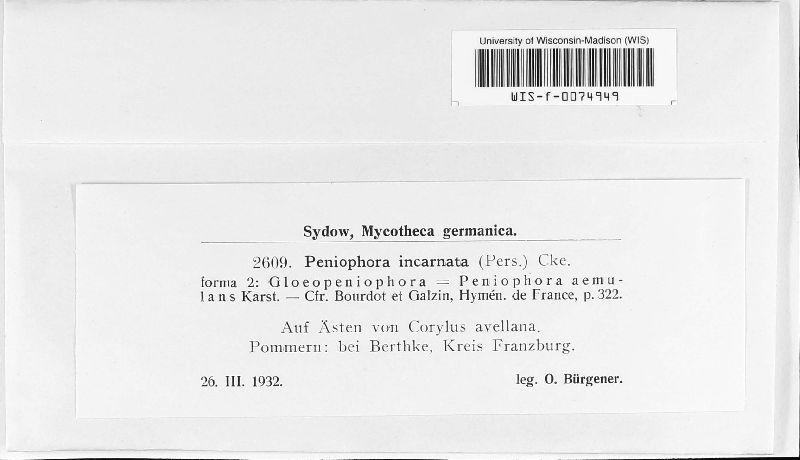 University of Wisconsin-Madison (WIS)
WIS-f-0074949
Sydow, Mycotheca germanica.
2609. Peniophora incarnata (Pers.) Cke.
forma 2: Gloeopeniophora = Peniophora aemu-
lans Karst. — Cfr. Bourdot et Galzin, Hymén. de France, p. 322.
Auf Ästen von Corylus avellana.
Pommern: bei Berthke, Kreis Franzburg.
26. III. 1932. leg. O. Bürgener.